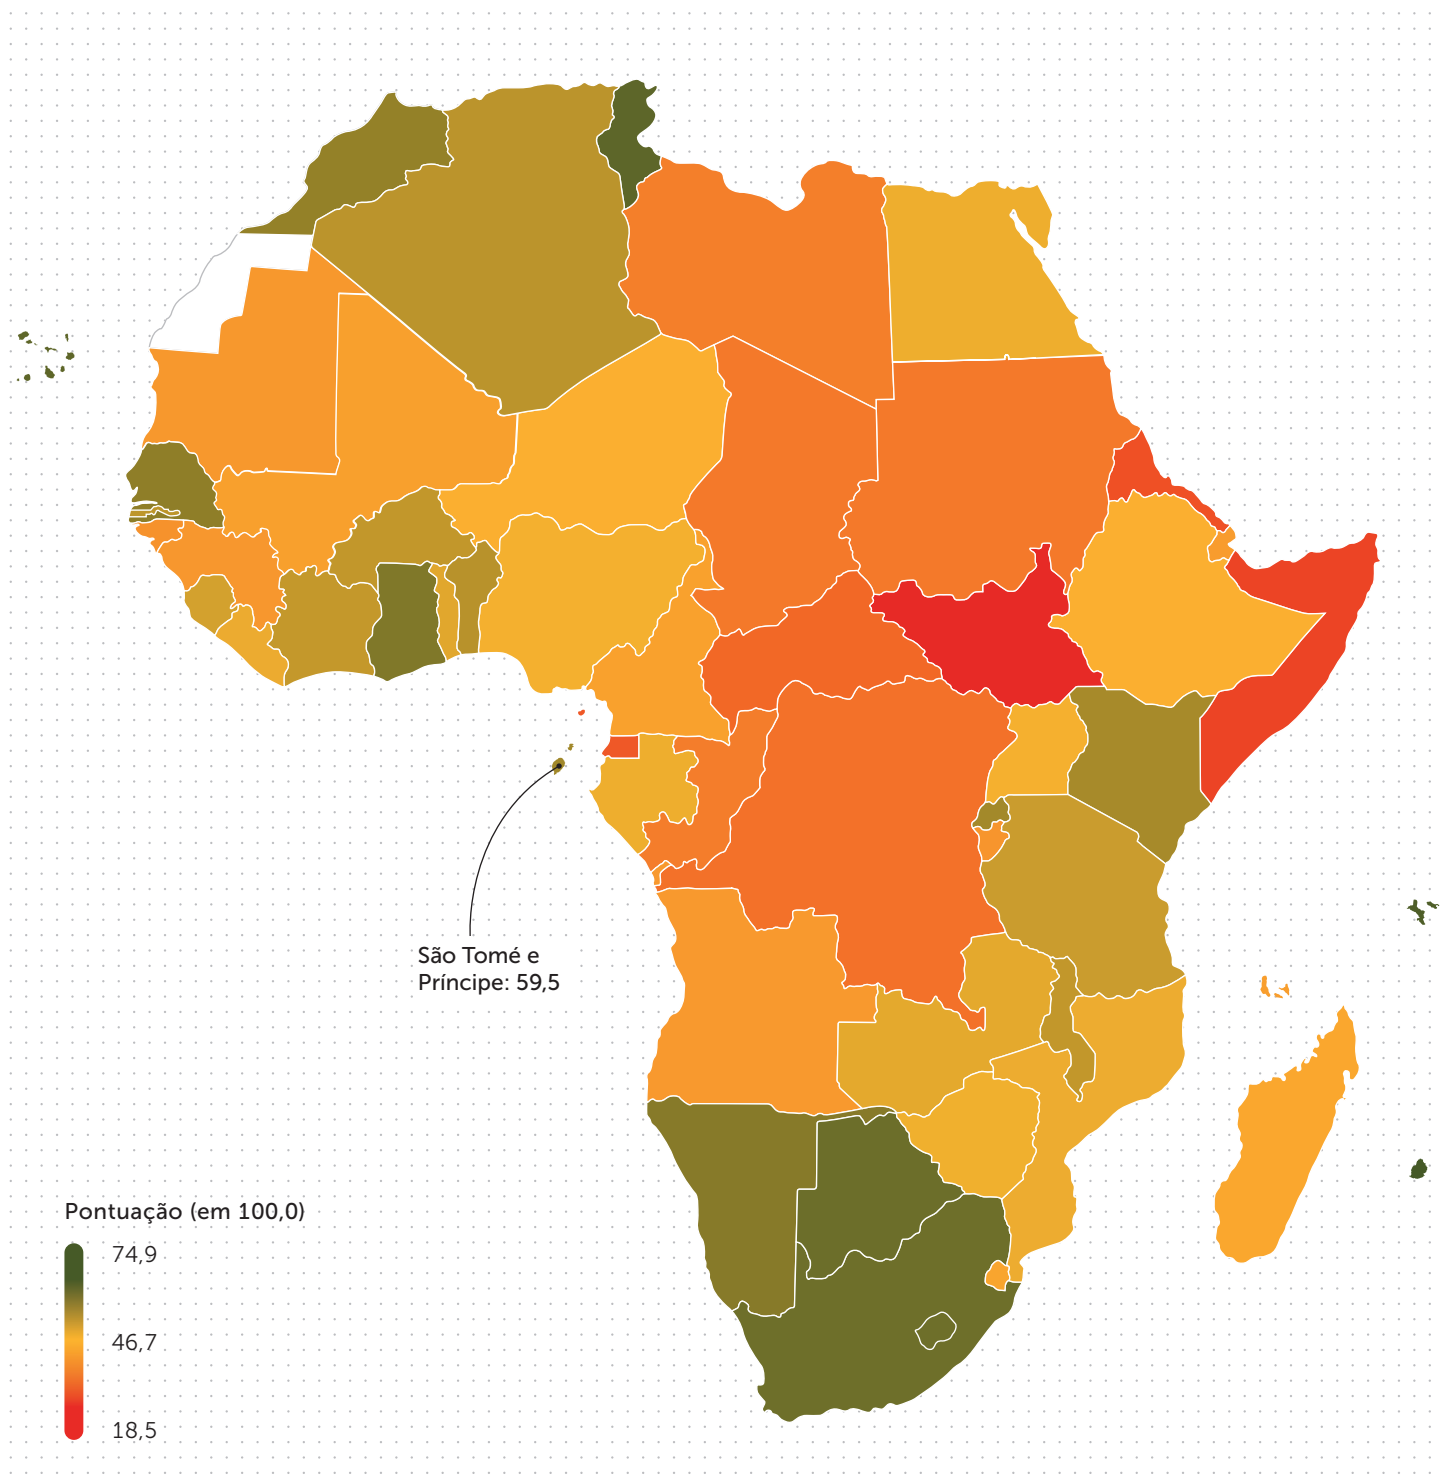 São Tomé e
Príncipe: 59,5
Pontuação (em 100,0)
74,9
46,7
18,5